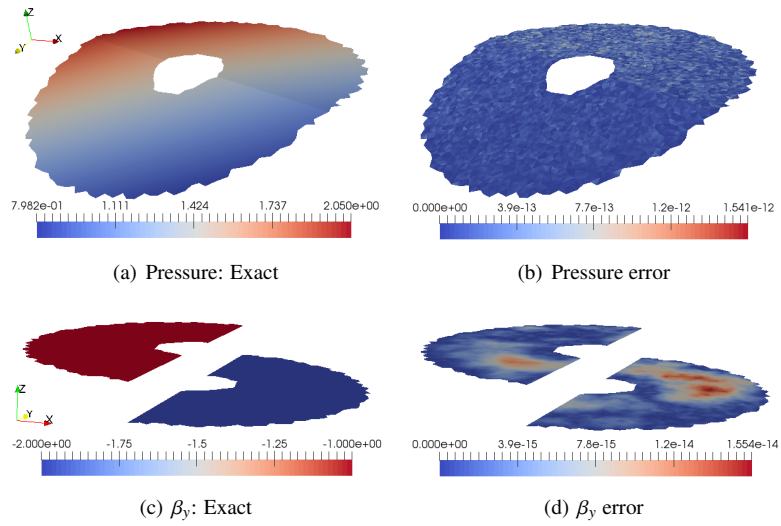 Z
X
Y
7.982e-01 1.111 1.424 1.737 2.050e+00
0.000e+00 3.9e-13 7.7e-13 1.2e-12 1.541e-12
(a) Pressure: Exact
(b) Pressure error
Z
Y
X
-2.000e+00 -1.75 -1.5 -1.25 -1.000e+00
0.000e+00 3.9e-15 7.8e-15 1.2e-14 1.554e-14
(c) βy: Exact
(d) βy error